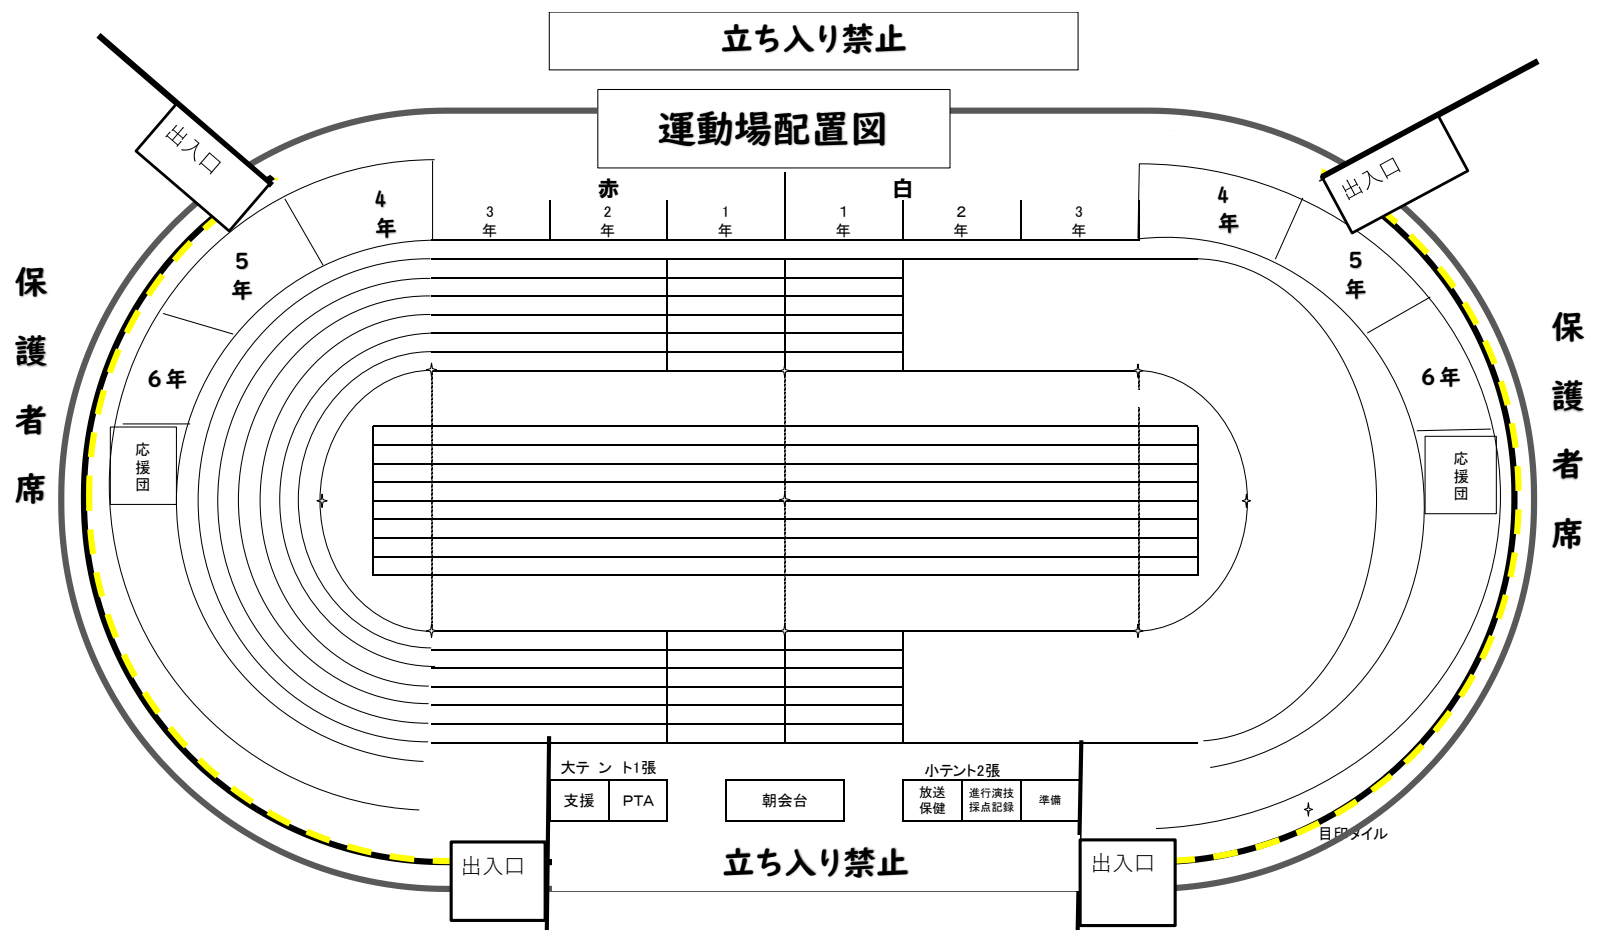 立ち入り禁止
運動場配置図
出入口
出入口
赤
白
4年
3年
2年
1年
1年
2年
3年
4年
5年
5年
6年
6年
保護者席
保護者席
応援団
応援団
大テント1張
小テント2張
支援
PTA
朝会台
放送
保健
進行演技
採点記録
準備
目印タイル
出入口
立ち入り禁止
出入口